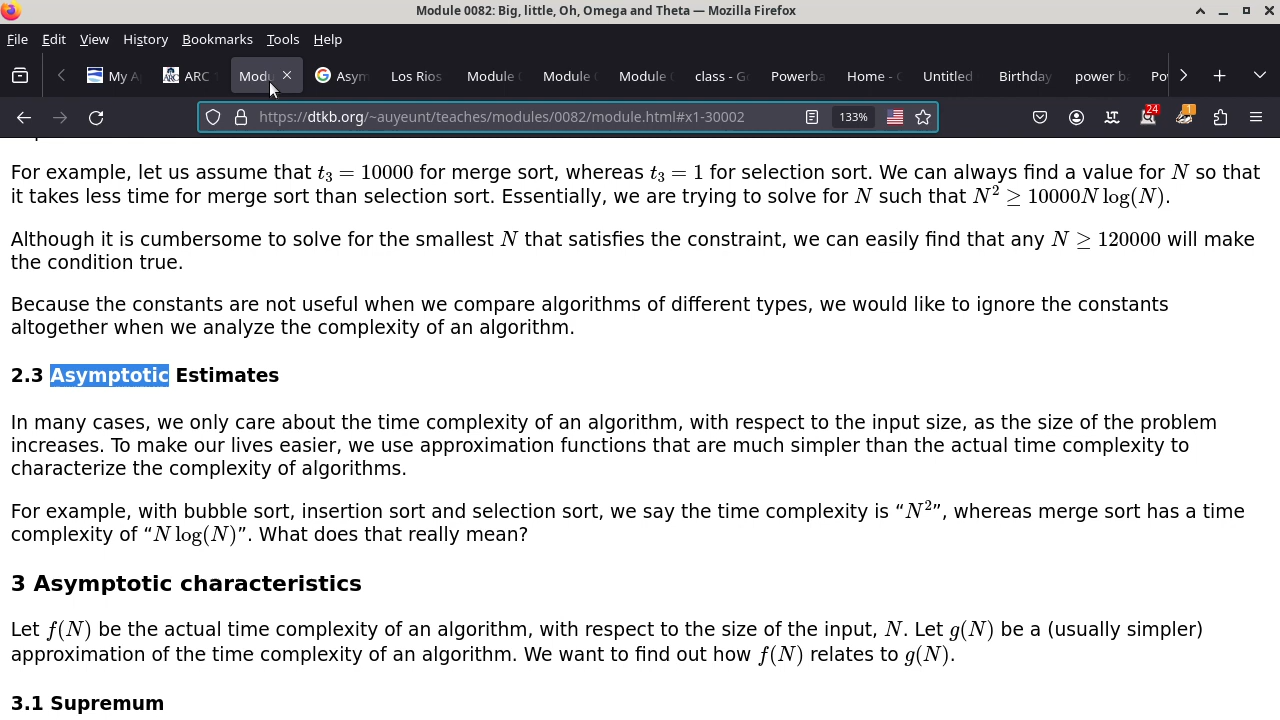 Module 0082: Big, little, Oh, Omega and Theta — Mozilla Firefox
File Edit View History Bookmarks Tools Help
My A ARC Modu Asym Los Rios Module Module Module class - G Powerba Home - Untitled Birthday power b Po
https://dtkb.org/~auyeunt/teaches/modules/0082/module.html#x1-30002 133% 24 1
For example, let us assume that t₃ = 10000 for merge sort, whereas t₃ = 1 for selection sort. We can always find a value for N so that
it takes less time for merge sort than selection sort. Essentially, we are trying to solve for N such that N² ≥ 10000N log(N).
Although it is cumbersome to solve for the smallest N that satisfies the constraint, we can easily find that any N ≥ 120000 will make
the condition true.
Because the constants are not useful when we compare algorithms of different types, we would like to ignore the constants
altogether when we analyze the complexity of an algorithm.
2.3 Asymptotic Estimates
In many cases, we only care about the time complexity of an algorithm, with respect to the input size, as the size of the problem
increases. To make our lives easier, we use approximation functions that are much simpler than the actual time complexity to
characterize the complexity of algorithms.
For example, with bubble sort, insertion sort and selection sort, we say the time complexity is “N²”, whereas merge sort has a time
complexity of “N log(N)”. What does that really mean?
3 Asymptotic characteristics
Let f(N) be the actual time complexity of an algorithm, with respect to the size of the input, N. Let g(N) be a (usually simpler)
approximation of the time complexity of an algorithm. We want to find out how f(N) relates to g(N).
3.1 Supremum